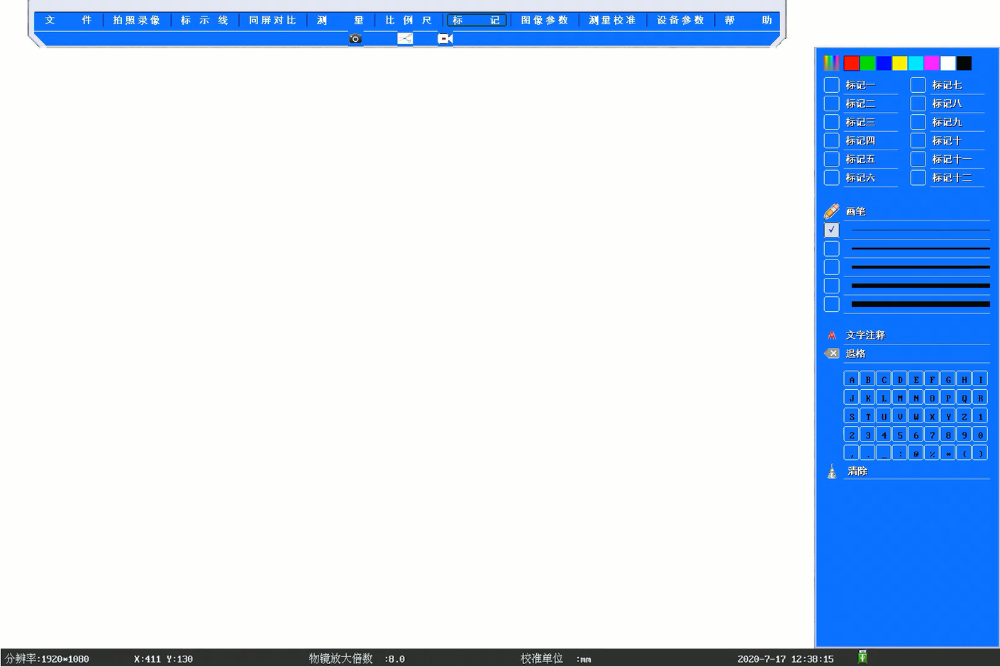 文 件 拍照录像 标 示 线 同屏对比 测 量 比 例 尺 标 记 图像参数 测量校准 设备参数 帮 助
标记一 标记七
标记二 标记八
标记三 标记九
标记四 标记十
标记五 标记十一
标记六 标记十二
画笔
A 文字注释
退格
A B C D E F G H I
J K L M N O P Q R
S T U V W X Y Z 1
2 3 4 5 6 7 8 9 0
, . _ : @ % * ( )
清除
分辨率:1920*1080 X:411 Y:130 物镜放大倍数 :8.0 校准单位 :mm 2020-7-17 12:38:15